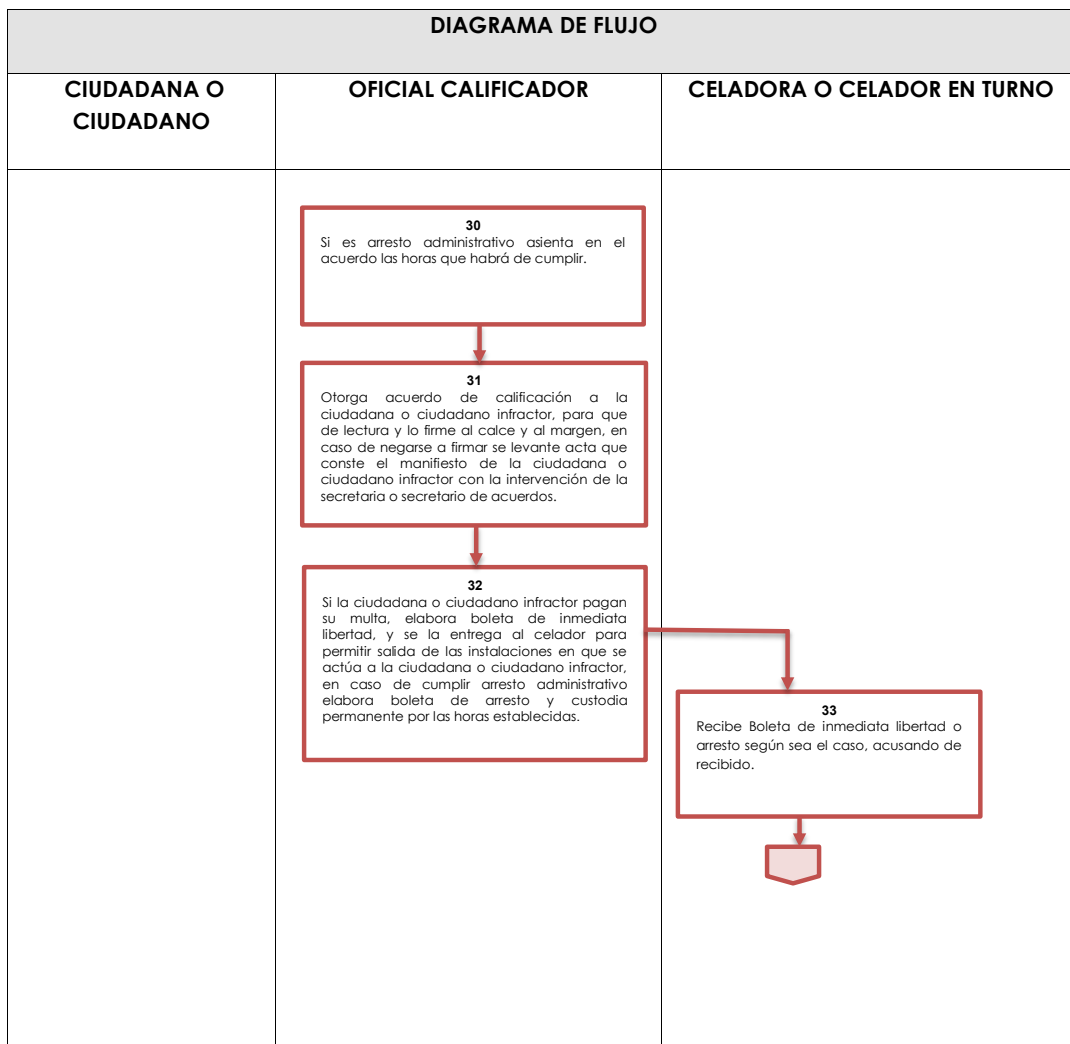 DIAGRAMA DE FLUJO
CIUDADANA O
CIUDADANO
OFICIAL CALIFICADOR
CELADORA O CELADOR EN TURNO
30
Si es arresto administrativo asienta en el
acuerdo las horas que habrá de cumplir.
31
Otorga acuerdo de calificación a la
ciudadana o ciudadano infractor, para que
de lectura y lo firme al calce y al margen, en
caso de negarse a firmar se levante acta que
conste el manifiesto de la ciudadana o
ciudadano infractor con la intervención de la
secretaria o secretario de acuerdos.
32
Si la ciudadana o ciudadano infractor pagan
su multa, elabora boleta de inmediata
libertad, y se la entrega al celador para
permitir salida de las instalaciones en que se
actúa a la ciudadana o ciudadano infractor,
en caso de cumplir arresto administrativo
elabora boleta de arresto y custodia
permanente por las horas establecidas.
33
Recibe Boleta de inmediata libertad o
arresto según sea el caso, acusando de
recibido.